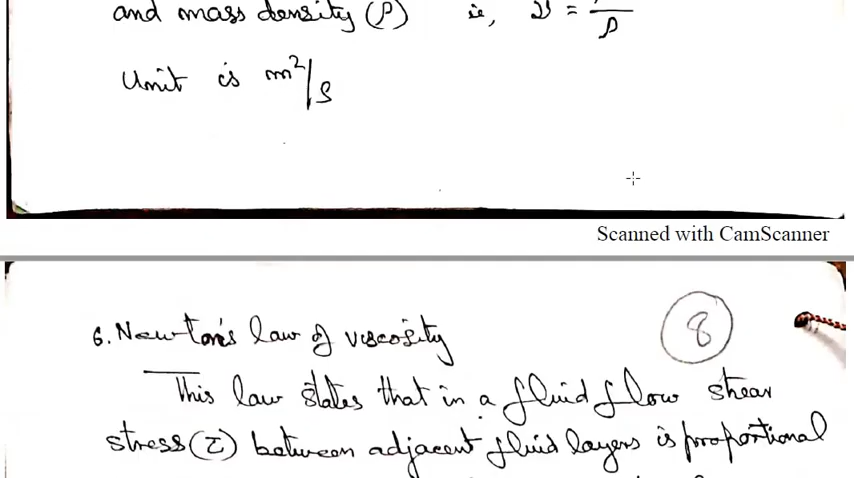 and mass density (ρ) ie, ν = / ρ
Unit is m²/s
Scanned with CamScanner
6. Newton's law of viscosity
8
This law states that in a fluid flow shear
stress (τ) between adjacent fluid layers is proportional